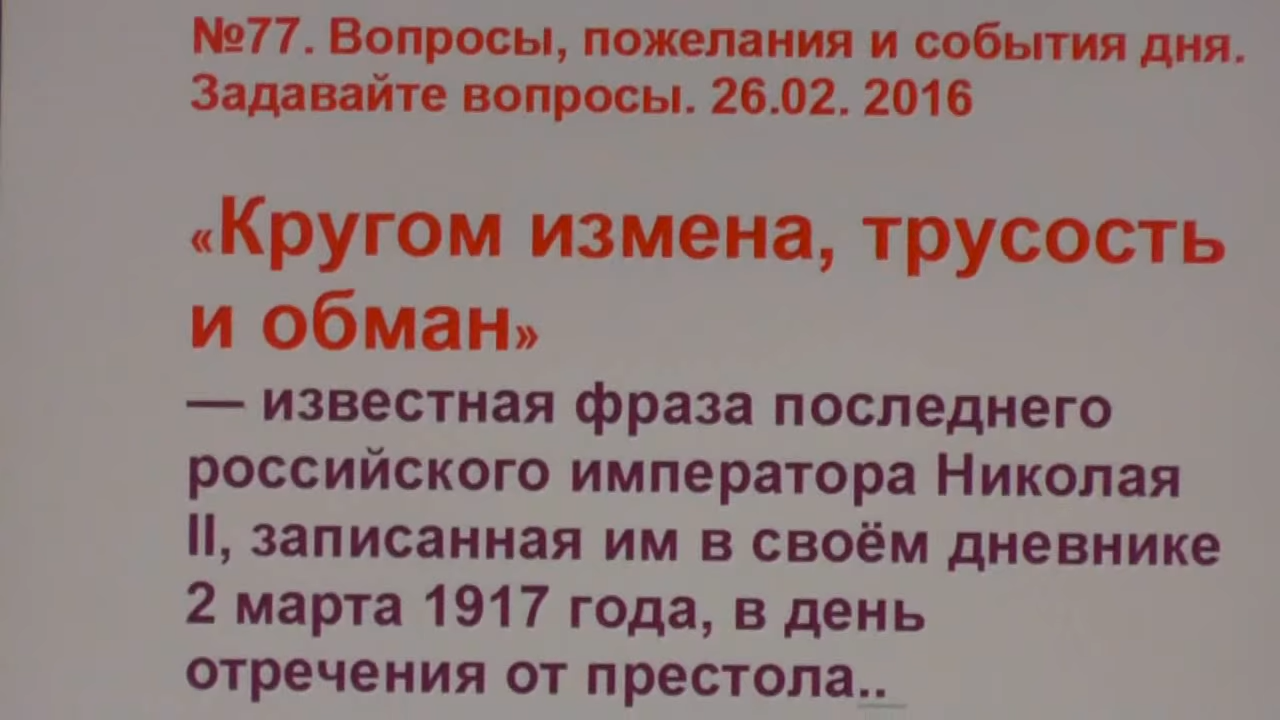 №77. Вопросы, пожелания и события дня.
Задавайте вопросы. 26.02. 2016
«Кругом измена, трусость
и обман»
— известная фраза последнего
российского императора Николая
II, записанная им в своём дневнике
2 марта 1917 года, в день
отречения от престола..